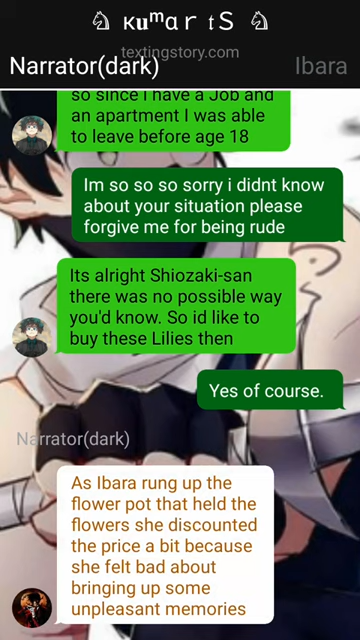 ♘ ĸuᵐɑr tS ♘
textingstory.com
Narrator(dark) Ibara
so since I have a Job and
an apartment I was able
to leave before age 18
Im so so so sorry i didnt know
about your situation please
forgive me for being rude
Its alright Shiozaki-san
there was no possible way
you'd know. So id like to
buy these Lilies then
Yes of course.
Narrator(dark)
As Ibara rung up the
flower pot that held the
flowers she discounted
the price a bit because
she felt bad about
bringing up some
unpleasant memories